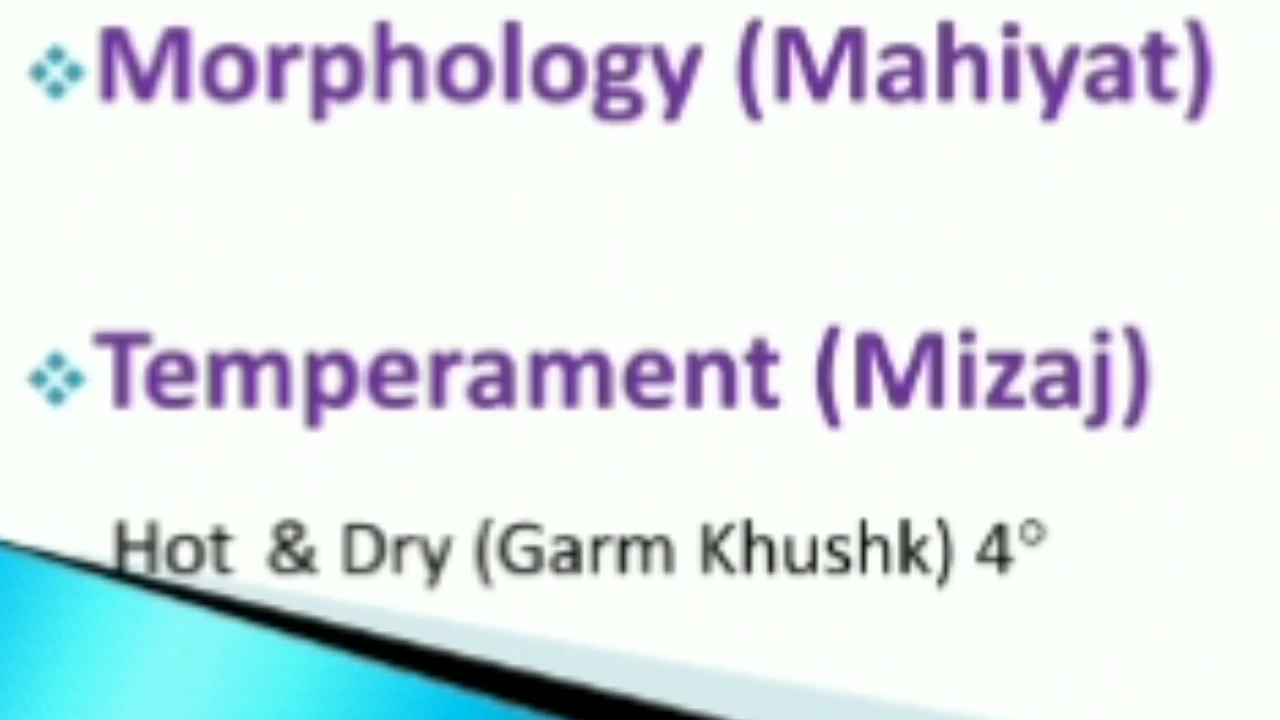 Morphology (Mahiyat)
Temperament (Mizaj)
Hot & Dry (Garm Khushk) 4°